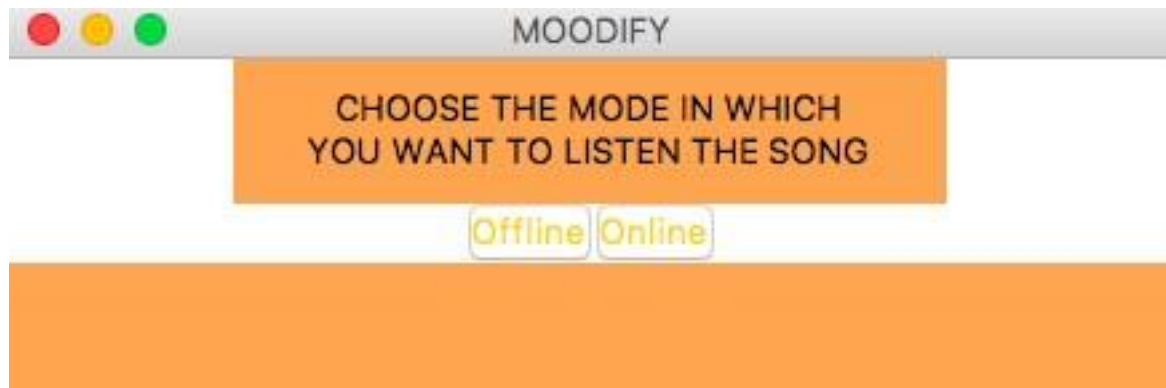 MOODIFY
CHOOSE THE MODE IN WHICH
YOU WANT TO LISTEN THE SONG
Offline Online